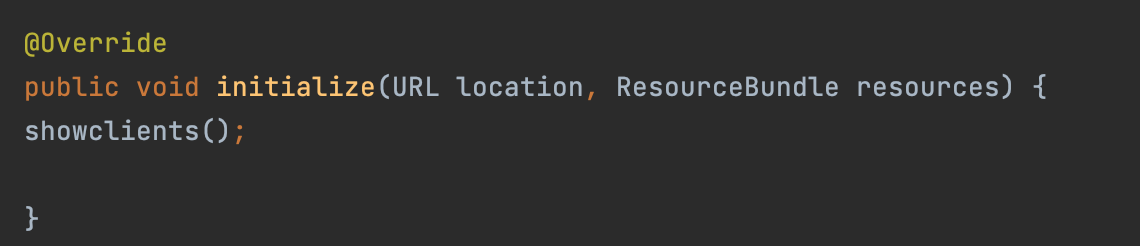 @Override
public void initialize(URL location, ResourceBundle resources) {
showclients();
}